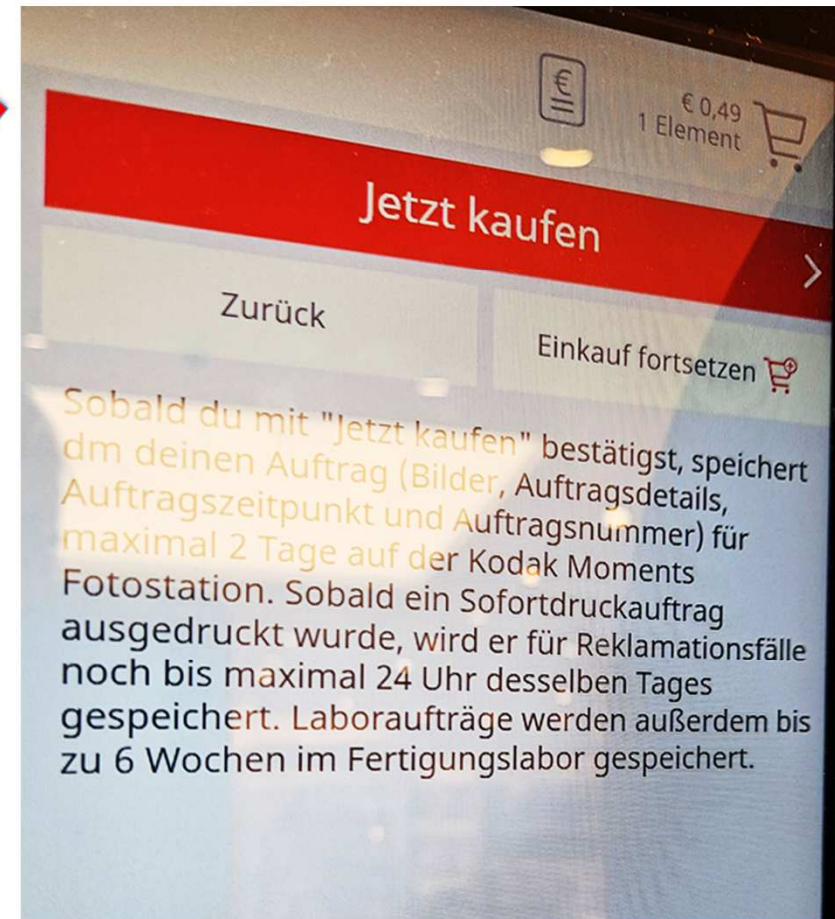 €
€ 0,49
1 Element
Jetzt kaufen
Zurück
Einkauf fortsetzen
Sobald du mit "Jetzt kaufen" bestätigst, speichert
dm deinen Auftrag (Bilder, Auftragsdetails,
Auftragszeitpunkt und Auftragsnummer) für
maximal 2 Tage auf der Kodak Moments
Fotostation. Sobald ein Sofortdruckauftrag
ausgedruckt wurde, wird er für Reklamationsfälle
noch bis maximal 24 Uhr desselben Tages
gespeichert. Laboraufträge werden außerdem bis
zu 6 Wochen im Fertigungslabor gespeichert.